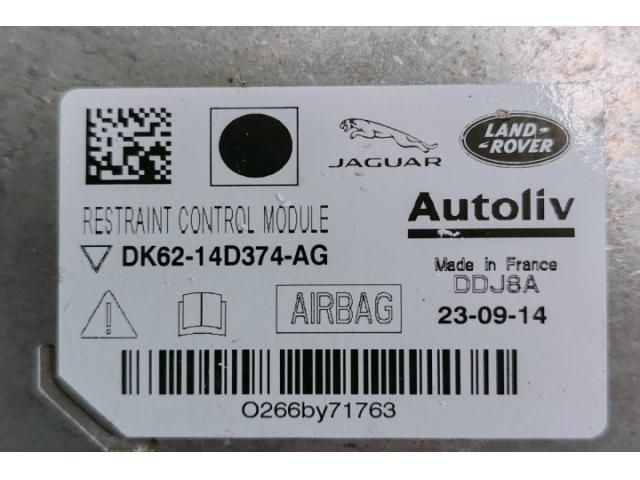 JAGUAR
LAND-
-ROVER
RESTRAINT CONTROL MODULE
DK62-14D374-AG
Autoliv
Made in France
DDJ8A
AIRBAG
23-09-14
O266by71763